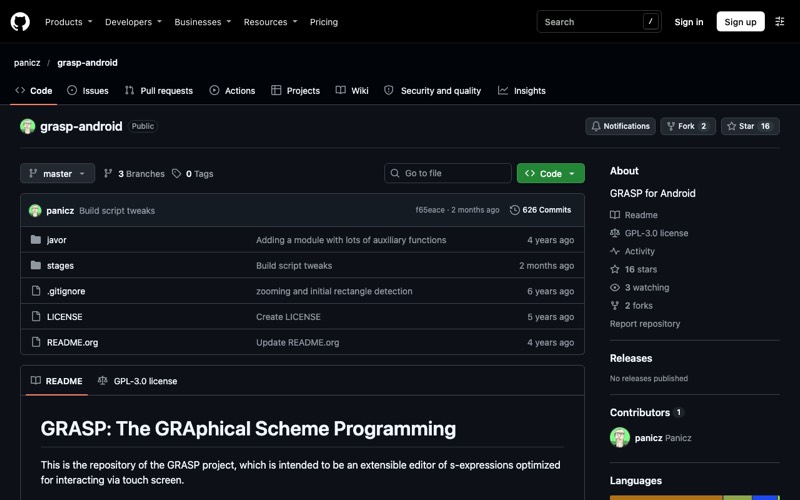 Products Developers Businesses Resources Pricing Search / Sign in Sign up
panicz / grasp-android
Code Issues Pull requests Actions Projects Wiki Security and quality Insights
grasp-android Public Notifications Fork 2 Star 16
master 3 Branches 0 Tags Go to file Code
panicz Build script tweaks f65eace · 2 months ago 626 Commits
javor Adding a module with lots of auxiliary functions 4 years ago
stages Build script tweaks 2 months ago
.gitignore zooming and initial rectangle detection 6 years ago
LICENSE Create LICENSE 5 years ago
README.org Update README.org 4 years ago
README GPL-3.0 license
GRASP: The GRAphical Scheme Programming
This is the repository of the GRASP project, which is intended to be an extensible editor of s-expressions optimized
for interacting via touch screen.
About
GRASP for Android
Readme
GPL-3.0 license
Activity
16 stars
3 watching
2 forks
Report repository
Releases
No releases published
Contributors 1
panicz Panicz
Languages